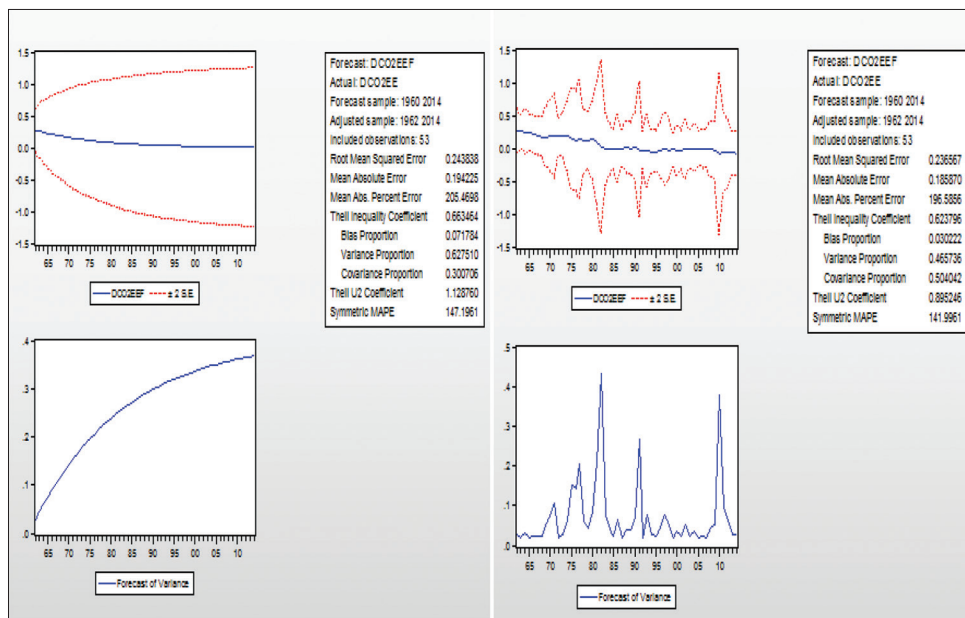 1.5
1.0
0.5
0.0
-0.5
-1.0
-1.5
65 70 75 80 85 90 95 00 05 10
DCO2EEF ± 2 S.E.
Forecast: DCO2EEF
Actual: DCO2EE
Forecast sample: 1960 2014
Adjusted sample: 1962 2014
Included observations: 53
Root Mean Squared Error 0.243838
Mean Absolute Error 0.194225
Mean Abs. Percent Error 205.4698
Theil Inequality Coefficient 0.663464
Bias Proportion 0.071784
Variance Proportion 0.627510
Covariance Proportion 0.300706
Theil U2 Coefficient 1.128760
Symmetric MAPE 147.1961
.4
.3
.2
.1
.0
65 70 75 80 85 90 95 00 05 10
Forecast of Variance
1.5
1.0
0.5
0.0
-0.5
-1.0
-1.5
65 70 75 80 85 90 95 00 05 10
DCO2EEF ± 2 S.E.
Forecast: DCO2EEF
Actual: DCO2EE
Forecast sample: 1960 2014
Adjusted sample: 1962 2014
Included observations: 53
Root Mean Squared Error 0.236567
Mean Absolute Error 0.185870
Mean Abs. Percent Error 196.5856
Theil Inequality Coefficient 0.623796
Bias Proportion 0.030222
Variance Proportion 0.465736
Covariance Proportion 0.504042
Theil U2 Coefficient 0.895246
Symmetric MAPE 141.9961
.5
.4
.3
.2
.1
.0
65 70 75 80 85 90 95 00 05 10
Forecast of Variance